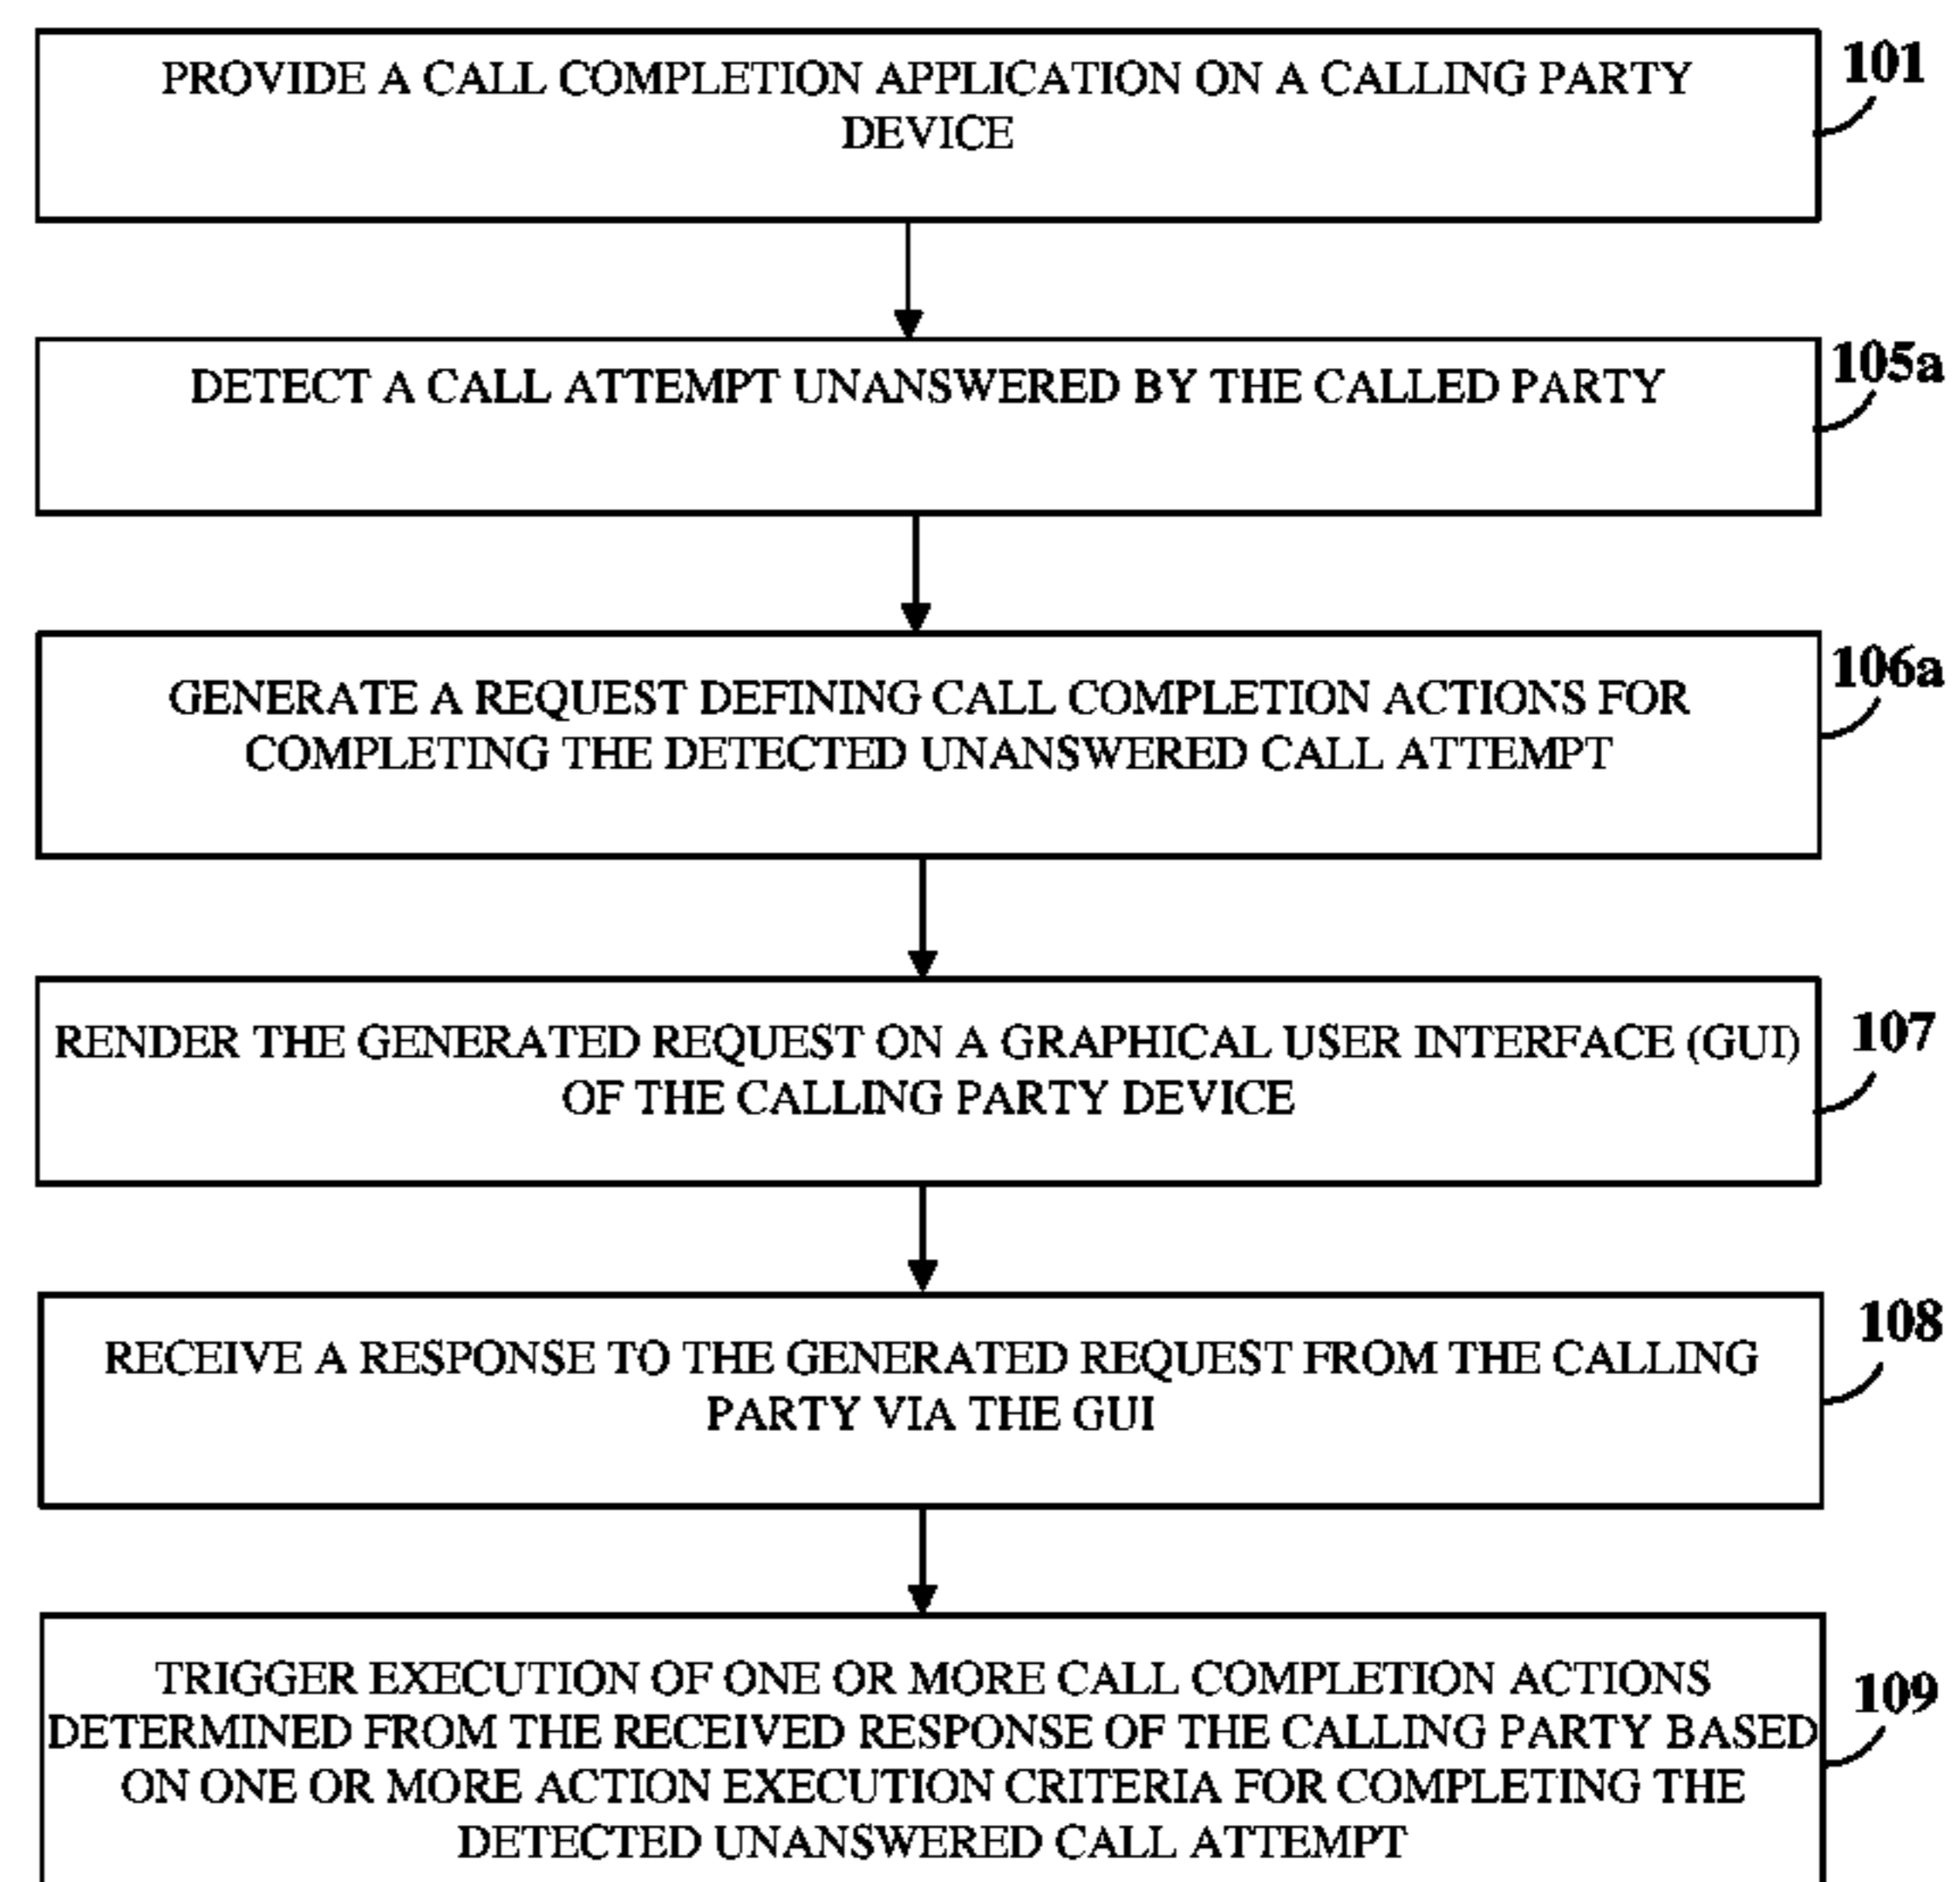 PROVIDE A CALL COMPLETION APPLICATION ON A CALLING PARTY
DEVICE
101
DETECT A CALL ATTEMPT UNANSWERED BY THE CALLED PARTY
105a
GENERATE A REQUEST DEFINING CALL COMPLETION ACTIONS FOR
COMPLETING THE DETECTED UNANSWERED CALL ATTEMPT
106a
RENDER THE GENERATED REQUEST ON A GRAPHICAL USER INTERFACE (GUI)
OF THE CALLING PARTY DEVICE
107
RECEIVE A RESPONSE TO THE GENERATED REQUEST FROM THE CALLING
PARTY VIA THE GUI
108
TRIGGER EXECUTION OF ONE OR MORE CALL COMPLETION ACTIONS
DETERMINED FROM THE RECEIVED RESPONSE OF THE CALLING PARTY BASED
ON ONE OR MORE ACTION EXECUTION CRITERIA FOR COMPLETING THE
DETECTED UNANSWERED CALL ATTEMPT
109